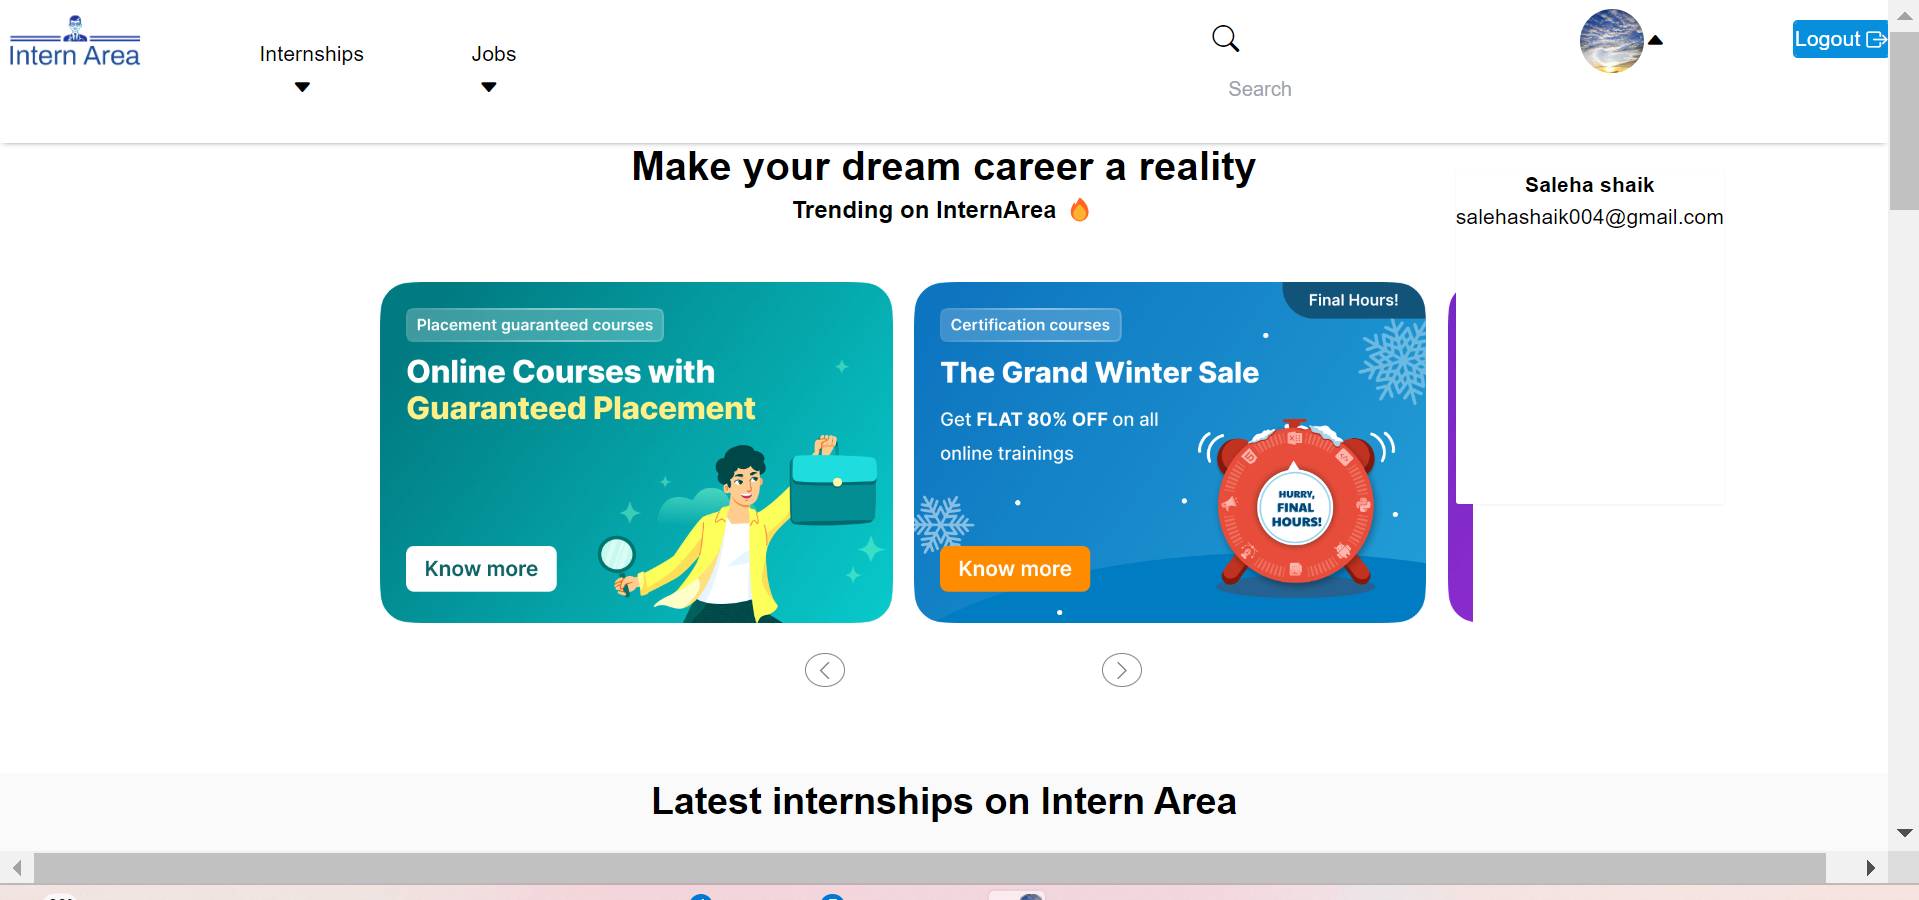 Intern Area
Internships
Jobs
Search
Logout
Make your dream career a reality
Trending on InternArea
Saleha shaik
salehashaik004@gmail.com
Placement guaranteed courses
Online Courses with
Guaranteed Placement
Know more
Final Hours!
Certification courses
The Grand Winter Sale
Get FLAT 80% OFF on all
online trainings
HURRY,
FINAL
HOURS!
Know more
Latest internships on Intern Area